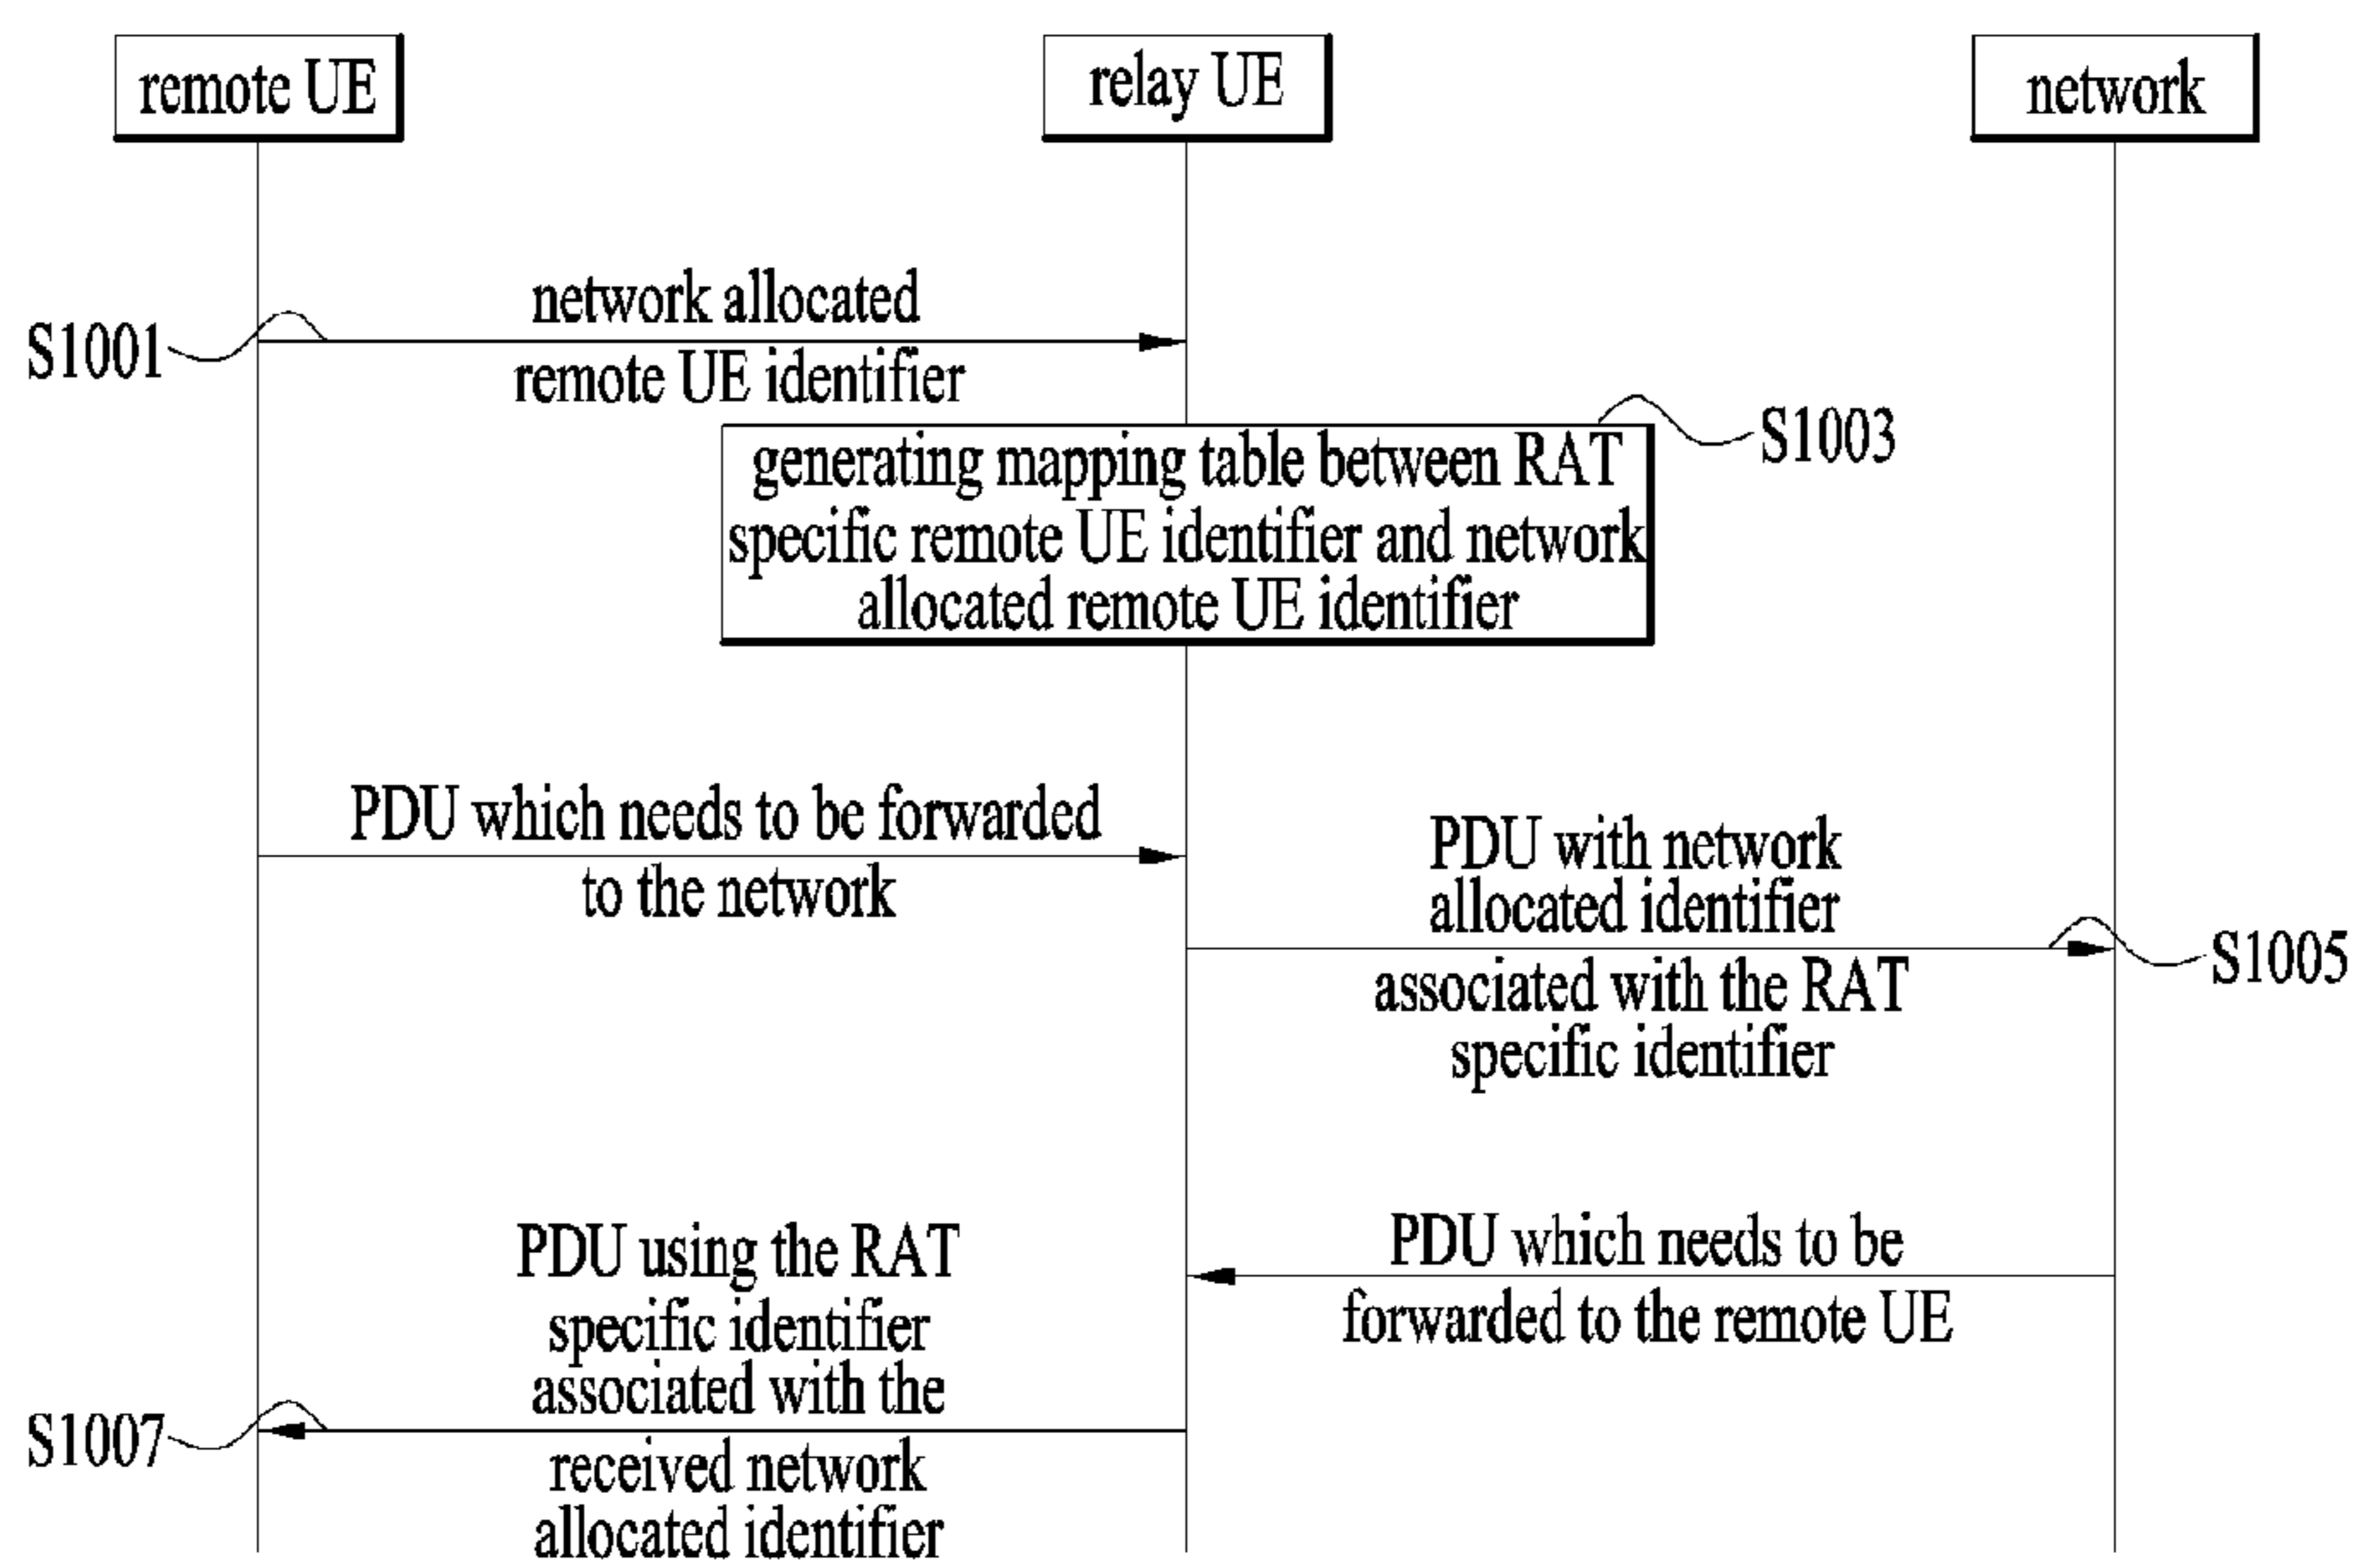 remote UE
relay UE
network
network allocated
S1001
remote UE identifier
S1003
generating mapping table between RAT
specific remote UE identifier and network
allocated remote UE identifier
PDU which needs to be forwarded
to the network
PDU with network
allocated identifier
S1005
associated with the RAT
specific identifier
PDU which needs to be
forwarded to the remote UE
PDU using the RAT
specific identifier
associated with the
S1007
received network
allocated identifier